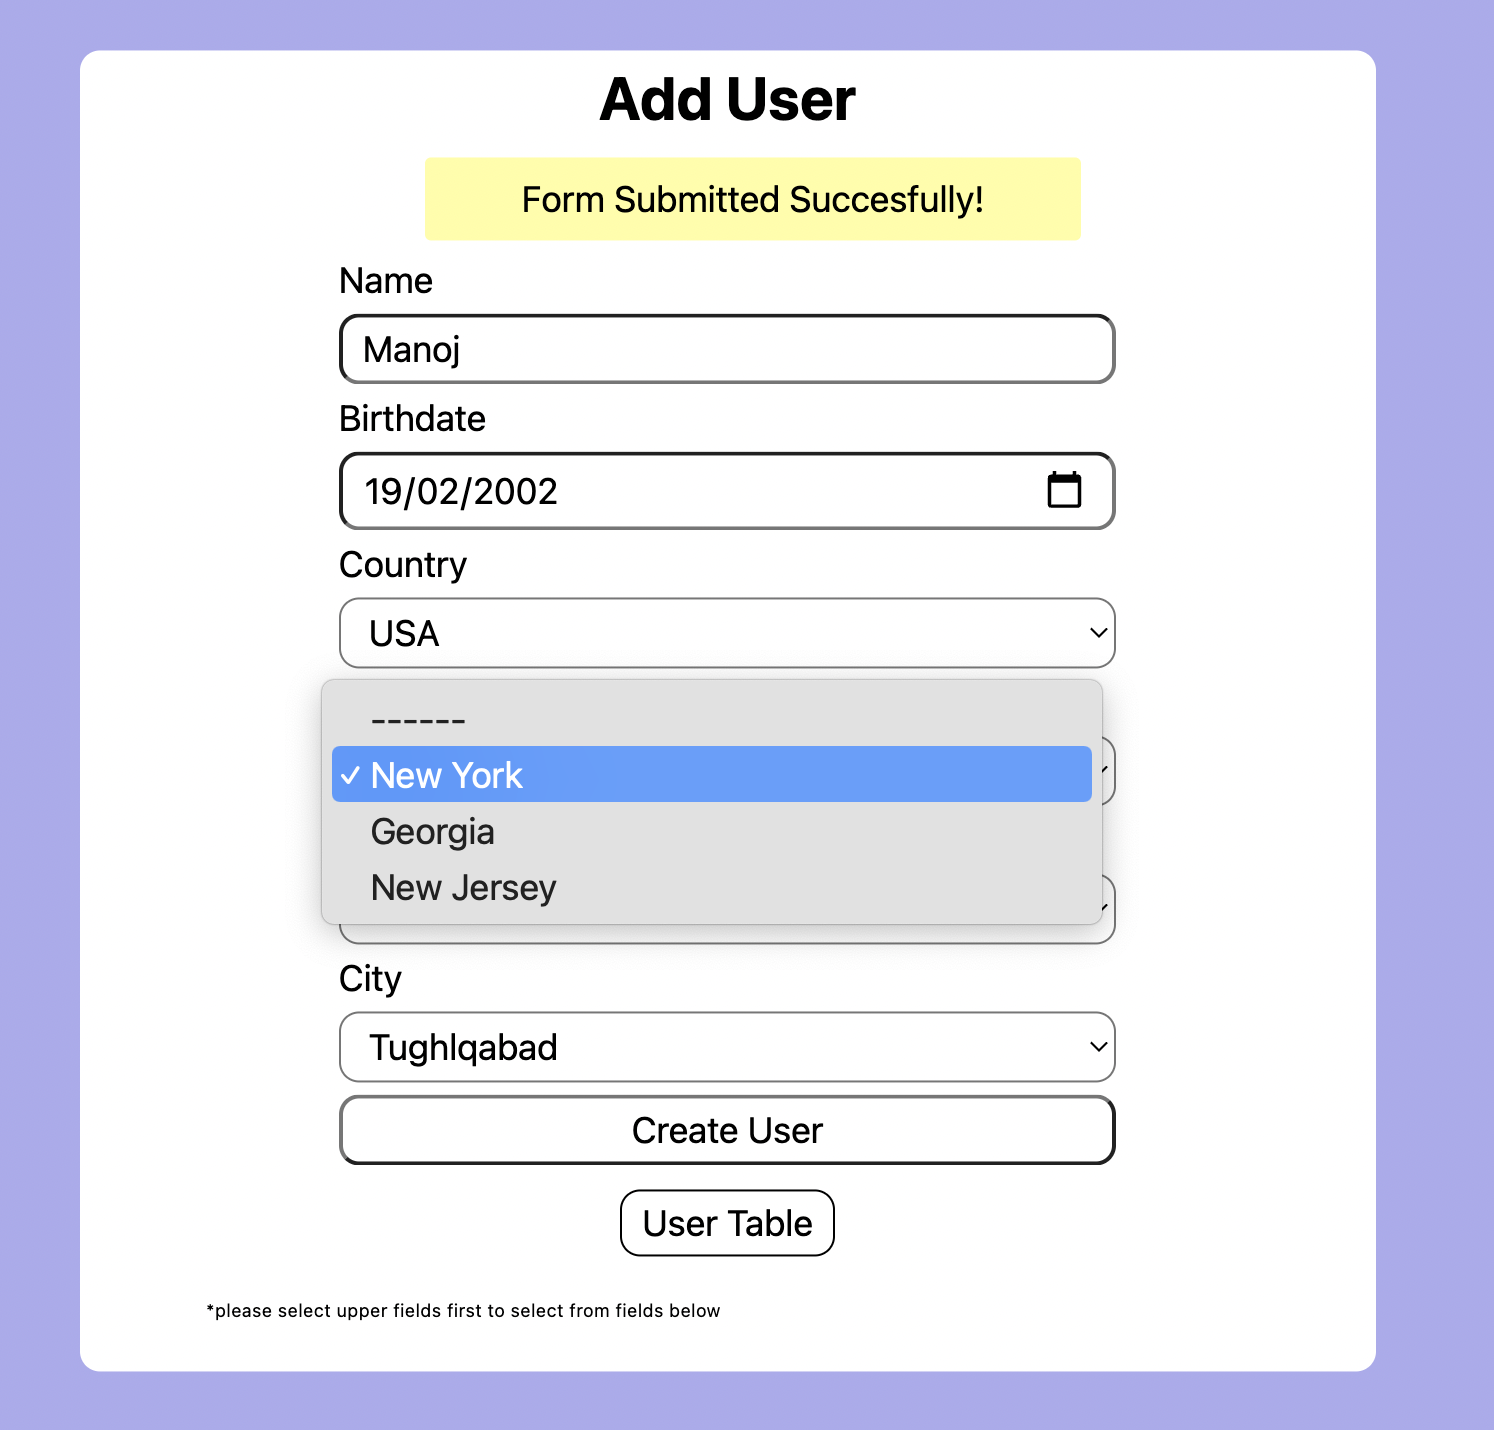 Add User
Form Submitted Succesfully!
Name
Manoj
Birthdate
19/02/2002
Country
USA
------
New York
Georgia
New Jersey
City
Tughlqabad
Create User
User Table
*please select upper fields first to select from fields below